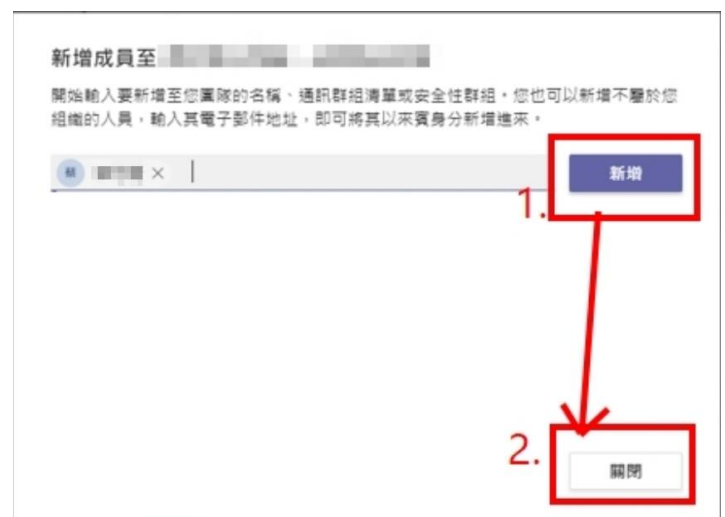 新增成員至
開始輸入要新增至您團隊的名稱、通訊群組清單或安全性群組。您也可以新增不屬於您
組織的人員，輸入其電子郵件地址，即可將其以來賓身分新增進來。
蔡
新增
1.
2.
關閉